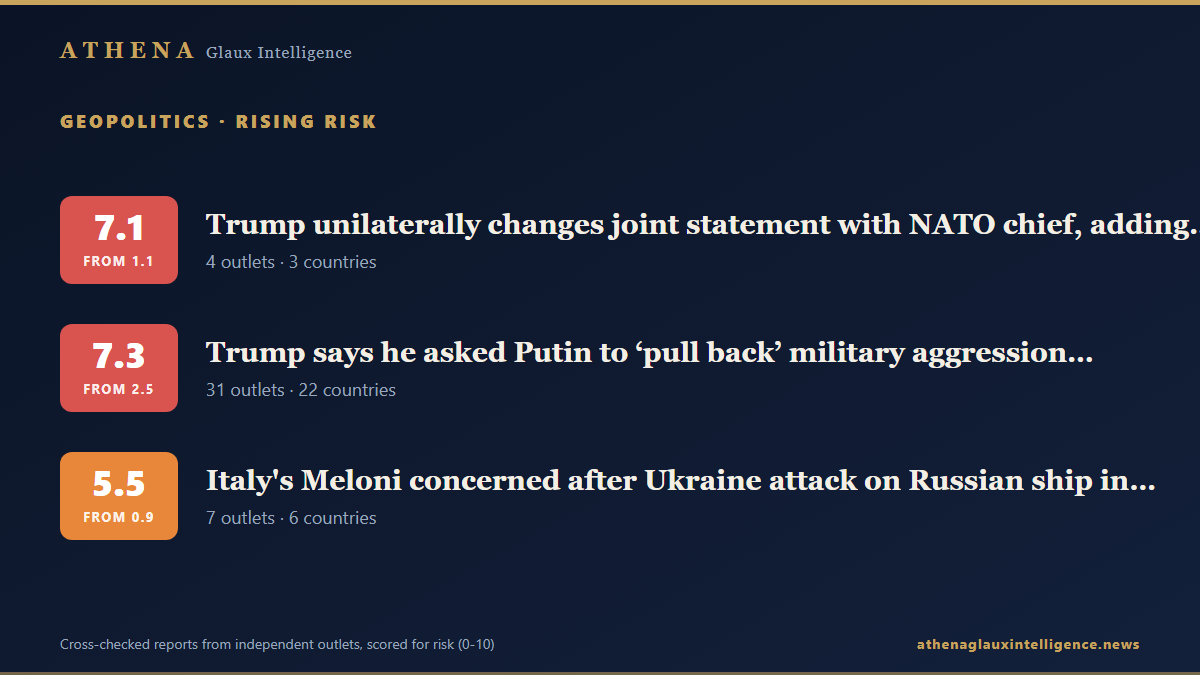 ATHENA Glaux Intelligence
GEOPOLITICS · RISING RISK
7.1
FROM 1.1
Trump unilaterally changes joint statement with NATO chief, adding...
4 outlets · 3 countries
7.3
FROM 2.5
Trump says he asked Putin to ‘pull back’ military aggression...
31 outlets · 22 countries
5.5
FROM 0.9
Italy's Meloni concerned after Ukraine attack on Russian ship in...
7 outlets · 6 countries
Cross-checked reports from independent outlets, scored for risk (0-10)
athenaglauxintelligence.news